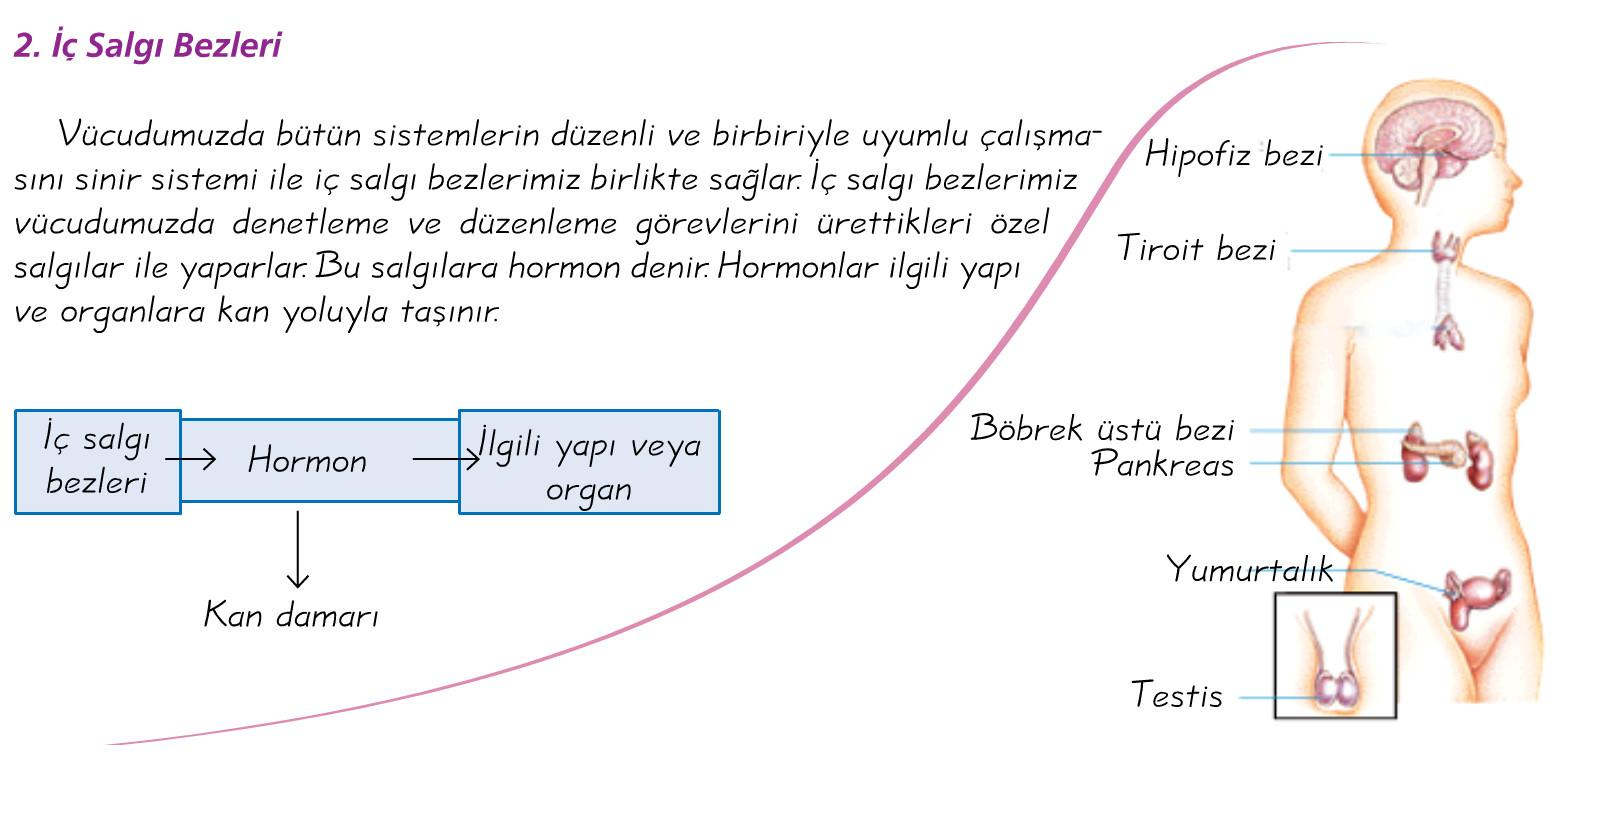 2. İç Salgı Bezleri
Vücudumuzda bütün sistemlerin düzenli ve birbiriyle uyumlu çalışma-
sını sinir sistemi ile iç salgı bezlerimiz birlikte sağlar. İç salgı bezlerimiz
vücudumuzda denetleme ve düzenleme görevlerini ürettikleri özel
salgılar ile yaparlar. Bu salgılara hormon denir. Hormonlar ilgili yapı
ve organlara kan yoluyla taşınır.
İç salgı
bezleri
Hormon
İlgili yapı veya
organ
Kan damarı
Hipofiz bezi
Tiroit bezi
Böbrek üstü bezi
Pankreas
Yumurtalık
Testis